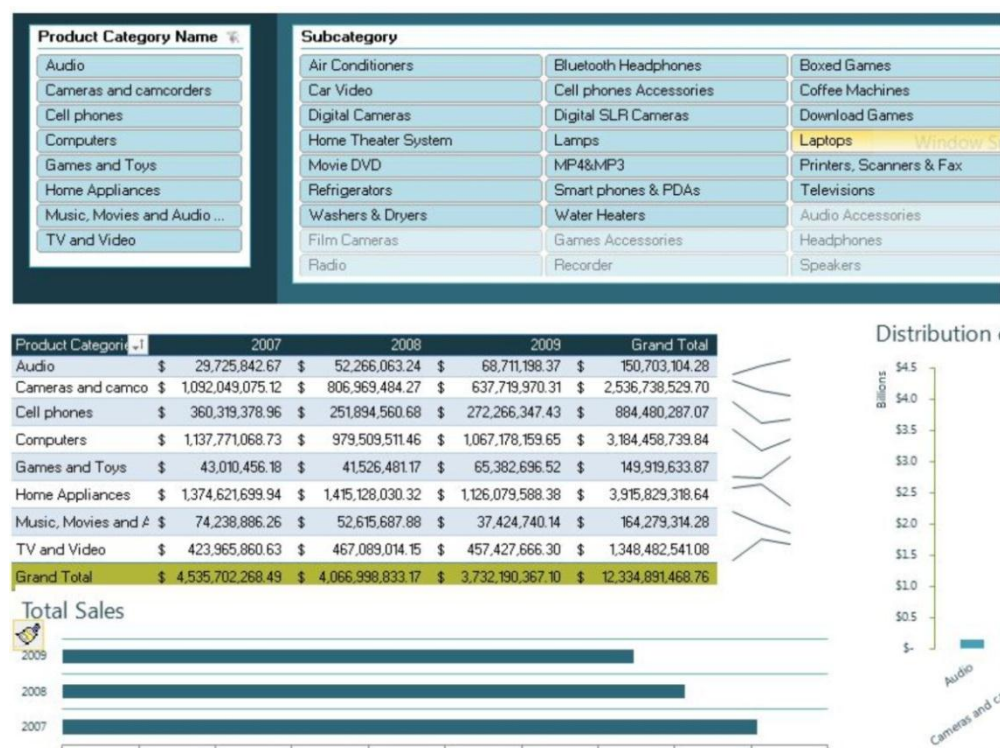 Product Category Name
Audio
Cameras and camcorders
Cell phones
Computers
Games and Toys
Home Appliances
Music, Movies and Audio ...
TV and Video
Subcategory
Air Conditioners Bluetooth Headphones Boxed Games
Car Video Cell phones Accessories Coffee Machines
Digital Cameras Digital SLR Cameras Download Games
Home Theater System Lamps Laptops Window S
Movie DVD MP4&MP3 Printers, Scanners & Fax
Refrigerators Smart phones & PDAs Televisions
Washers & Dryers Water Heaters Audio Accessories
Film Cameras Games Accessories Headphones
Radio Recorder Speakers
Product Categorie 2007 2008 2009 Grand Total
Audio $ 29,725,842.67 $ 52,266,063.24 $ 68,711,198.37 $ 150,703,104.28
Cameras and camco $ 1,092,049,075.12 $ 806,969,484.27 $ 637,719,970.31 $ 2,536,738,529.70
Cell phones $ 360,319,378.96 $ 251,894,560.68 $ 272,266,347.43 $ 884,480,287.07
Computers $ 1,137,771,068.73 $ 979,509,511.46 $ 1,067,178,159.65 $ 3,184,458,739.84
Games and Toys $ 43,010,456.18 $ 41,526,481.17 $ 65,382,696.52 $ 149,919,633.87
Home Appliances $ 1,374,621,699.94 $ 1,415,128,030.32 $ 1,126,079,588.38 $ 3,915,829,318.64
Music, Movies and A $ 74,238,886.26 $ 52,615,687.88 $ 37,424,740.14 $ 164,279,314.28
TV and Video $ 423,965,860.63 $ 467,089,014.15 $ 457,427,666.30 $ 1,348,482,541.08
Grand Total $ 4,535,702,268.49 $ 4,066,998,833.17 $ 3,732,190,367.10 $ 12,334,891,468.76
Total Sales
2009
2008
2007
Distribution
Billions
$4.5
$4.0
$3.5
$3.0
$2.5
$2.0
$1.5
$1.0
$0.5
$-
Audio
Cameras and c